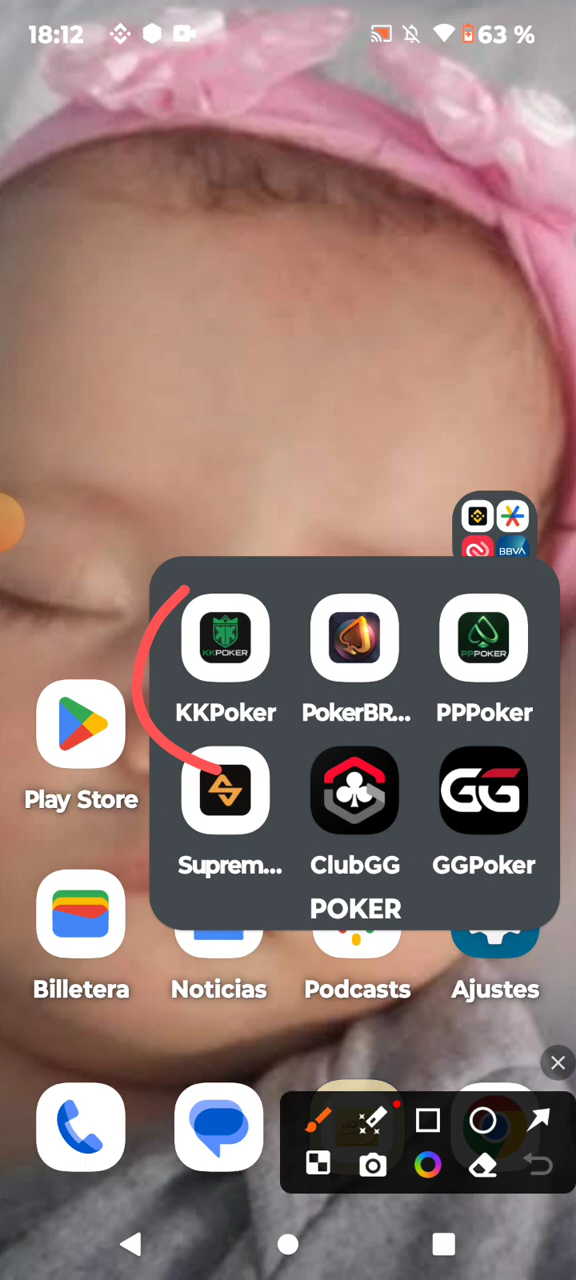 18:12 63 %
BBVA
KKPOKER PPPOKER
KKPoker PokerBR... PPPoker
Play Store
GG
Suprem... ClubGG GGPoker
POKER
Billetera Noticias Podcasts Ajustes